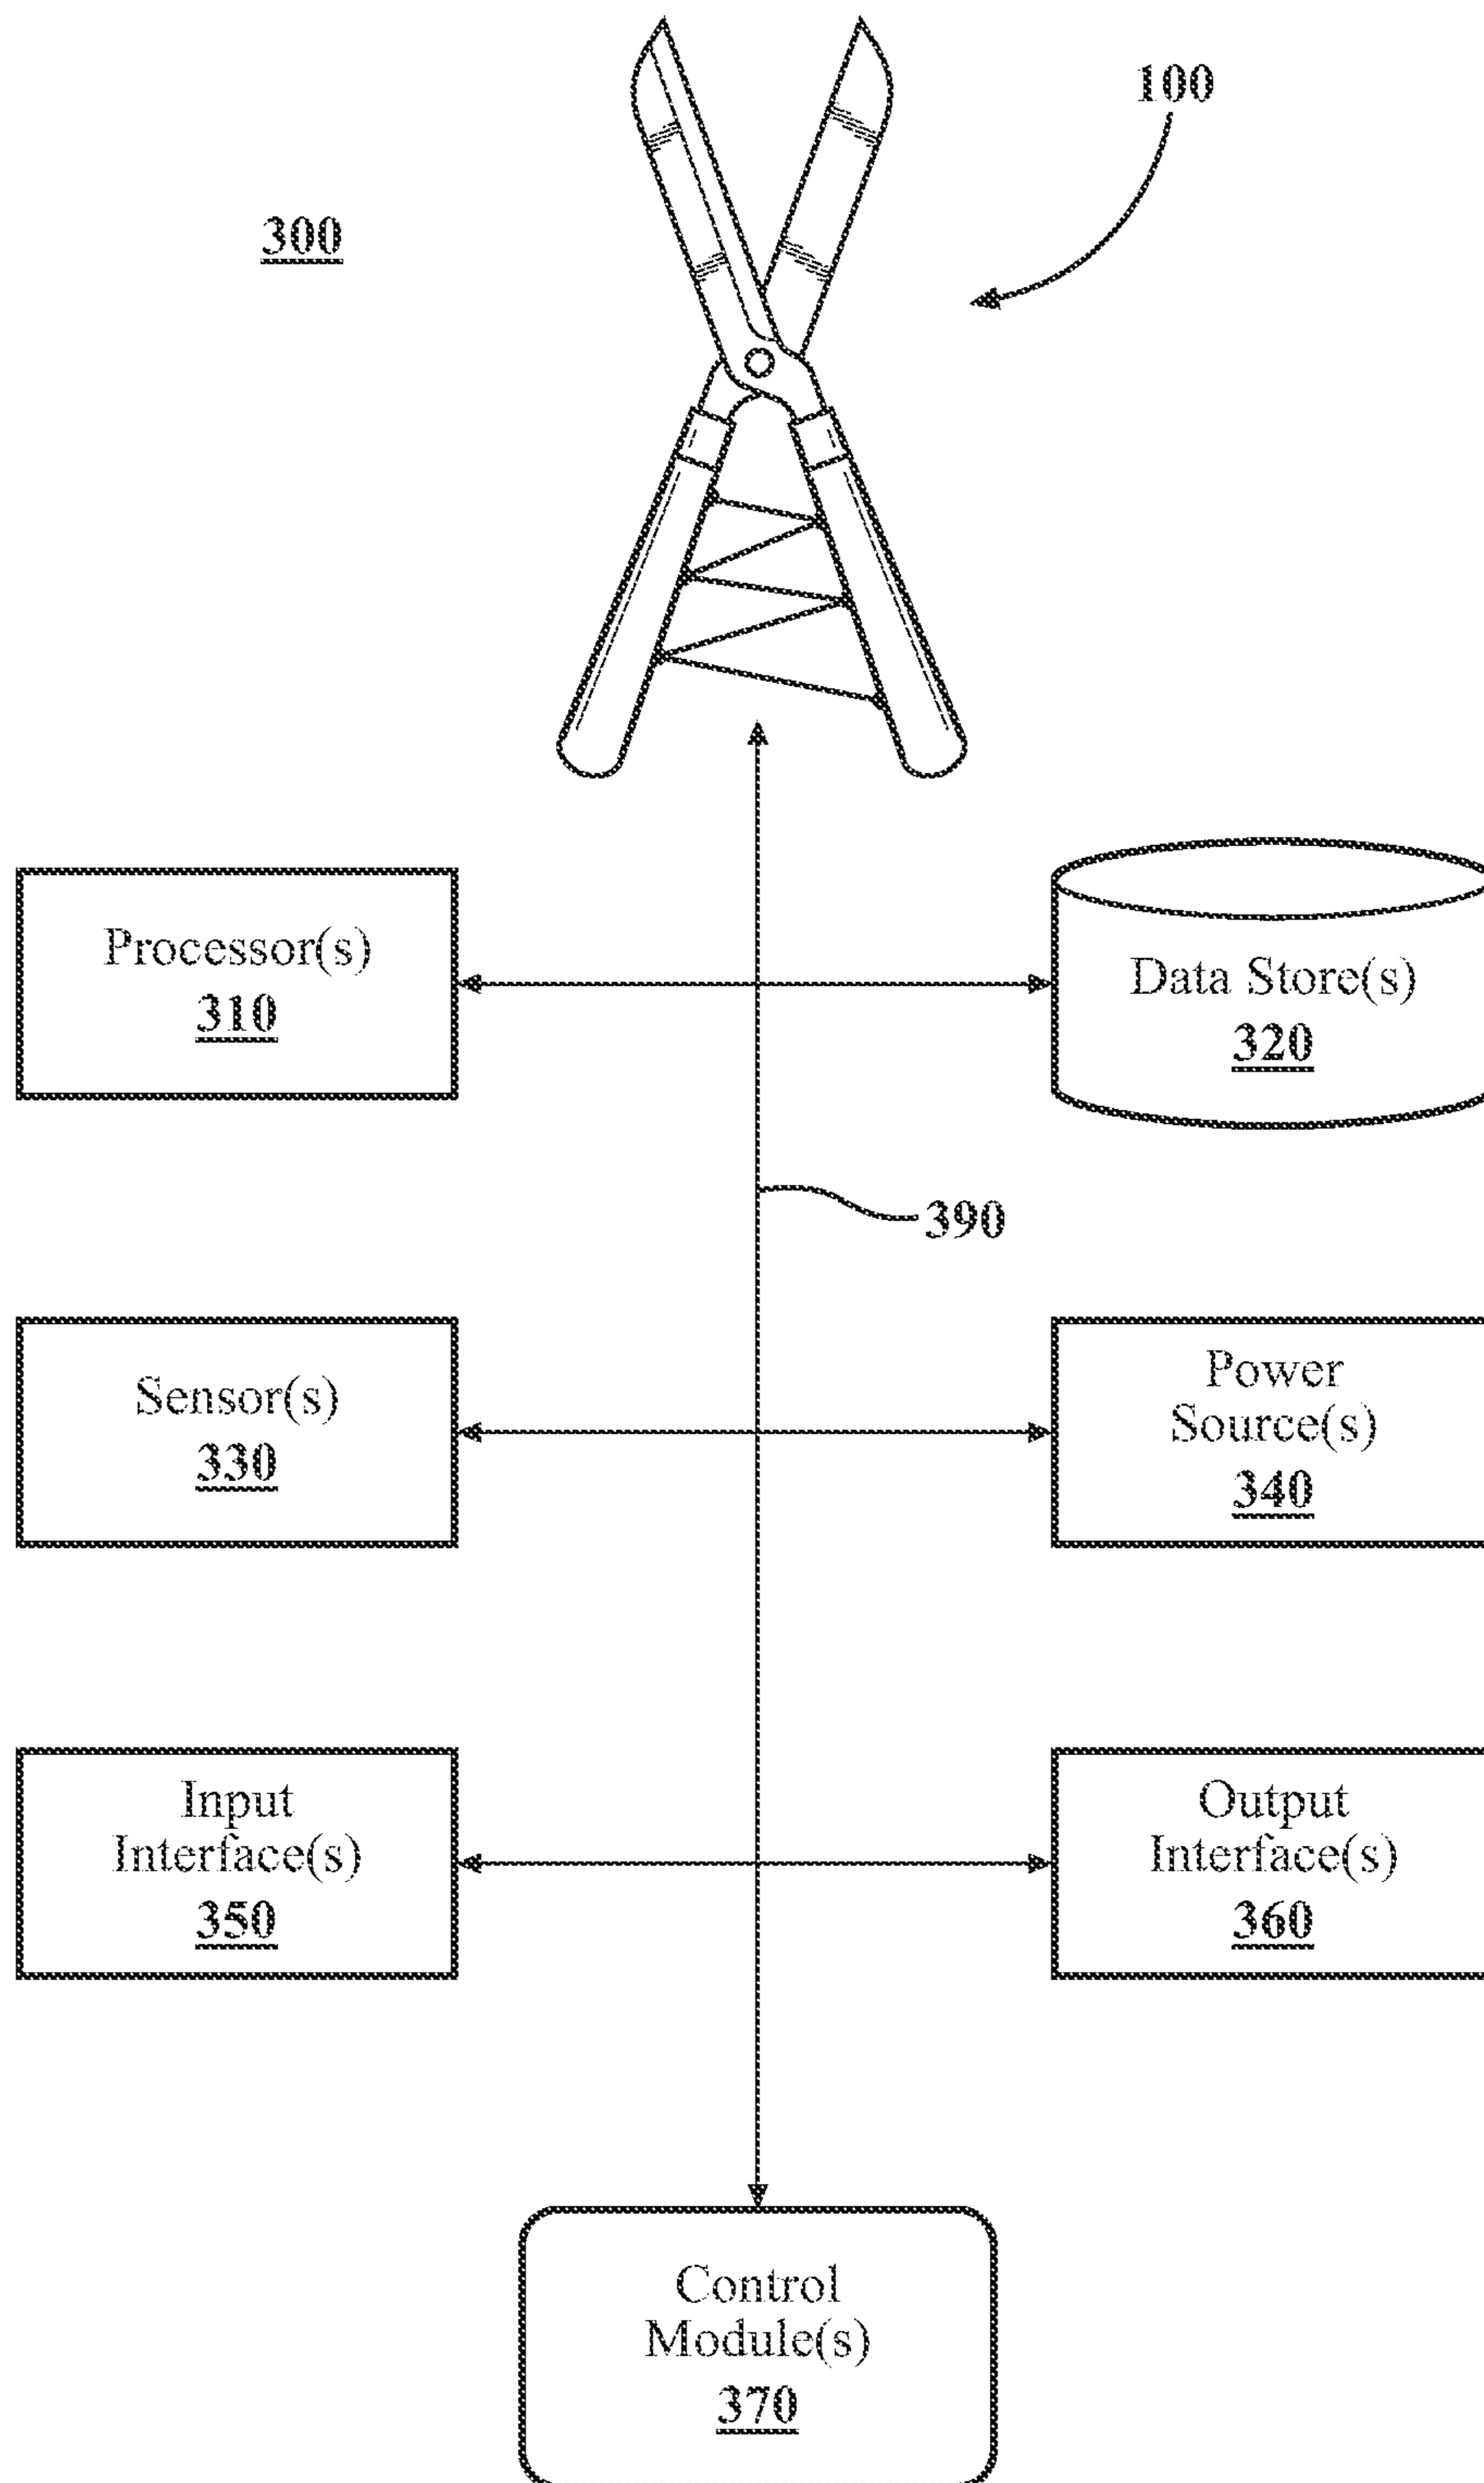 100
300
Processor(s)
310
Data Store(s)
320
390
Sensor(s)
330
Power
Source(s)
340
Input
Interface(s)
350
Output
Interface(s)
360
Control
Module(s)
370